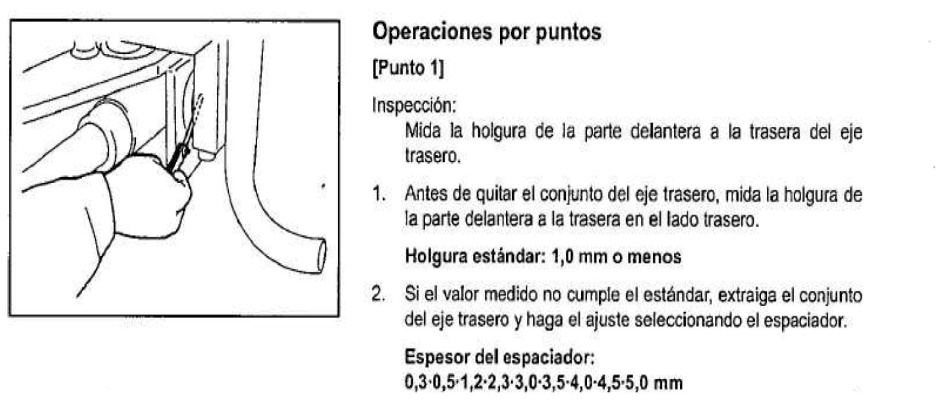 Operaciones por puntos
[Punto 1]
Inspección:
Mida la holgura de la parte delantera a la trasera del eje
trasero.
1. Antes de quitar el conjunto del eje trasero, mida la holgura de
la parte delantera a la trasera en el lado trasero.
Holgura estándar: 1,0 mm o menos
2. Si el valor medido no cumple el estándar, extraiga el conjunto
del eje trasero y haga el ajuste seleccionando el espaciador.
Espesor del espaciador:
0,3·0,5·1,2·2,3·3,0·3,5·4,0·4,5·5,0 mm